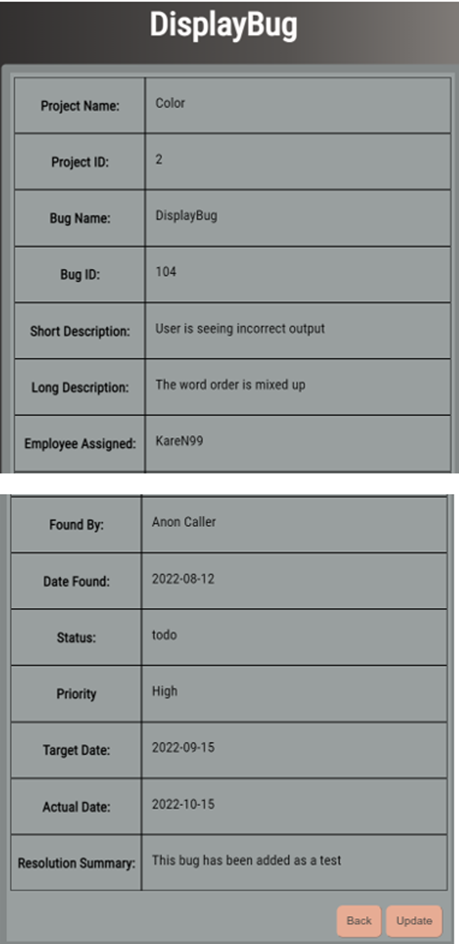 DisplayBug
Project Name: Color
Project ID: 2
Bug Name: DisplayBug
Bug ID: 104
Short Description: User is seeing incorrect output
Long Description: The word order is mixed up
Employee Assigned: KareN99
Found By: Anon Caller
Date Found: 2022-08-12
Status: todo
Priority High
Target Date: 2022-09-15
Actual Date: 2022-10-15
Resolution Summary: This bug has been added as a test
Back Update